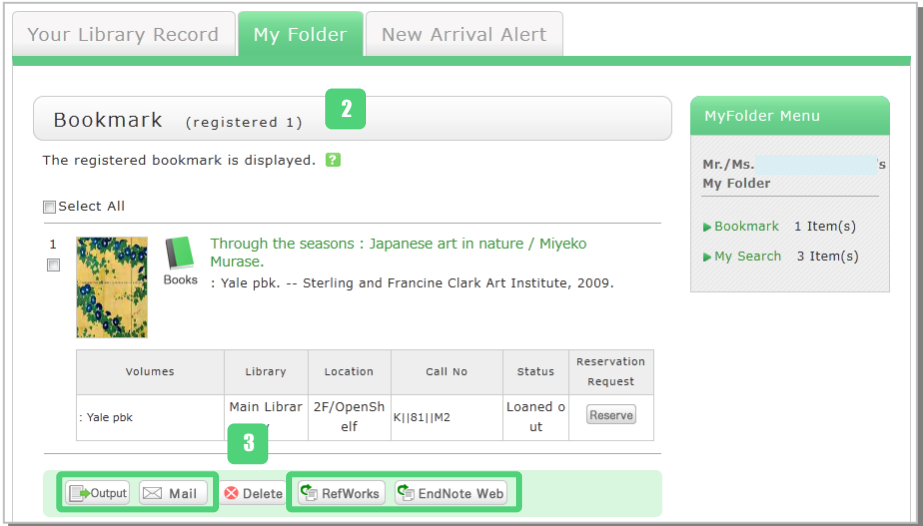 Your Library Record
My Folder
New Arrival Alert
Bookmark (registered 1)
2
The registered bookmark is displayed. ?
Select All
1
Books
Through the seasons : Japanese art in nature / Miyeko
Murase.
: Yale pbk. -- Sterling and Francine Clark Art Institute, 2009.
Volumes
Library
Location
Call No
Status
Reservation
Request
: Yale pbk
Main Librar
y
2F/OpenSh
elf
K||81||M2
Loaned o
ut
Reserve
3
Output
Mail
Delete
RefWorks
EndNote Web
MyFolder Menu
Mr./Ms. 's
My Folder
Bookmark 1 Item(s)
My Search 3 Item(s)